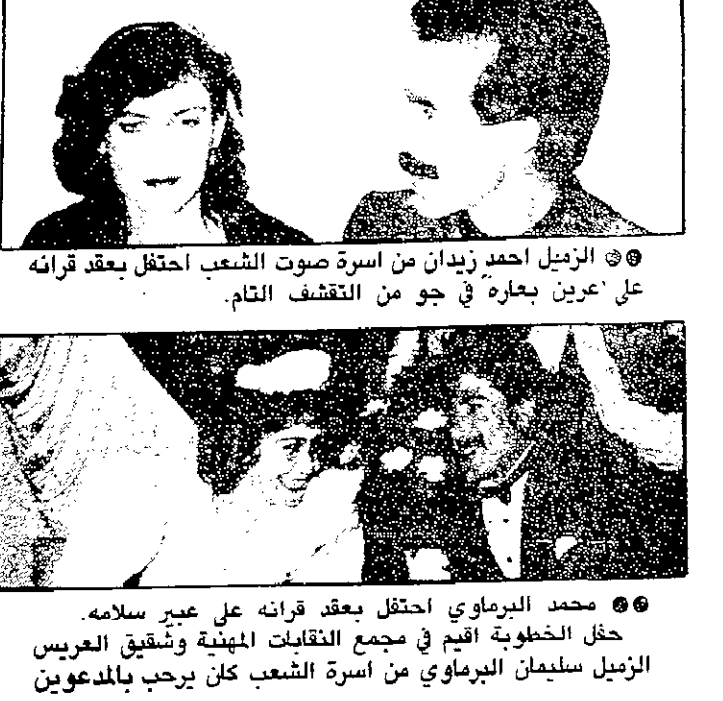 ●● الزميل احمد زيدان من اسرة صوت الشعب احتفل بعقد قرانه
على عرين بعاره في جو من التقشف التام.
●● محمد البرماوي احتفل بعقد قرانه على عبير سلامه.
حفل الخطوبة اقيم في مجمع النقابات المهنية وشقيق العريس
الزميل سليمان البرماوي من اسرة الشعب كان يرحب بالمدعوين